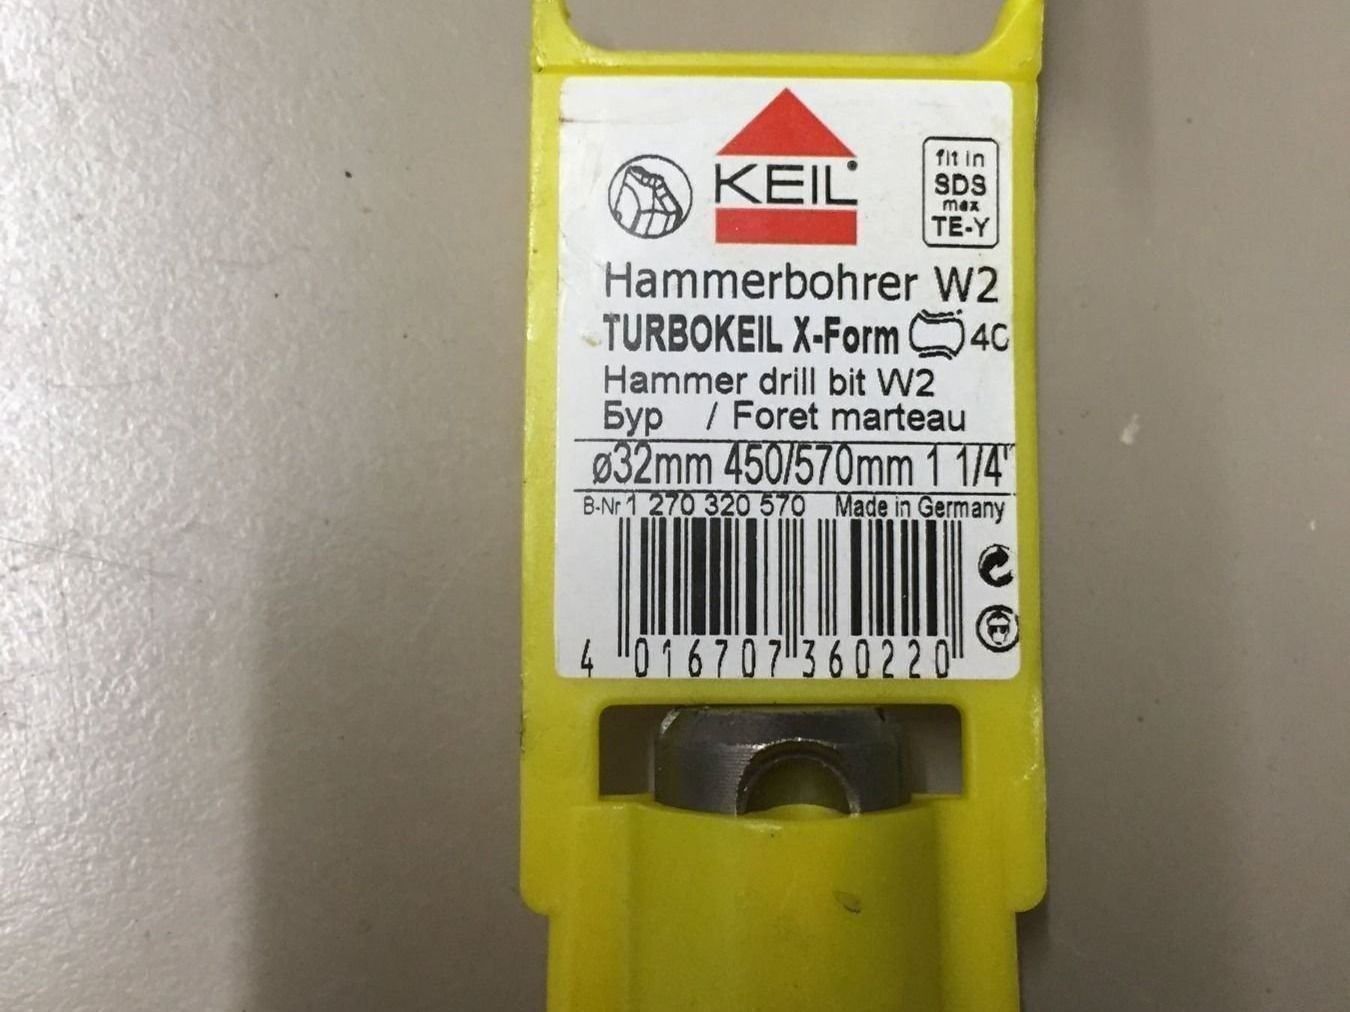 KEIL®
fit in
SDS
max
TE-Y
Hammerbohrer W2
TURBOKEIL X-Form 4C
Hammer drill bit W2
Бур / Foret marteau
ø32mm 450/570mm 1 1/4"
B-Nr 1 270 320 570 Made in Germany
4 016707 360220